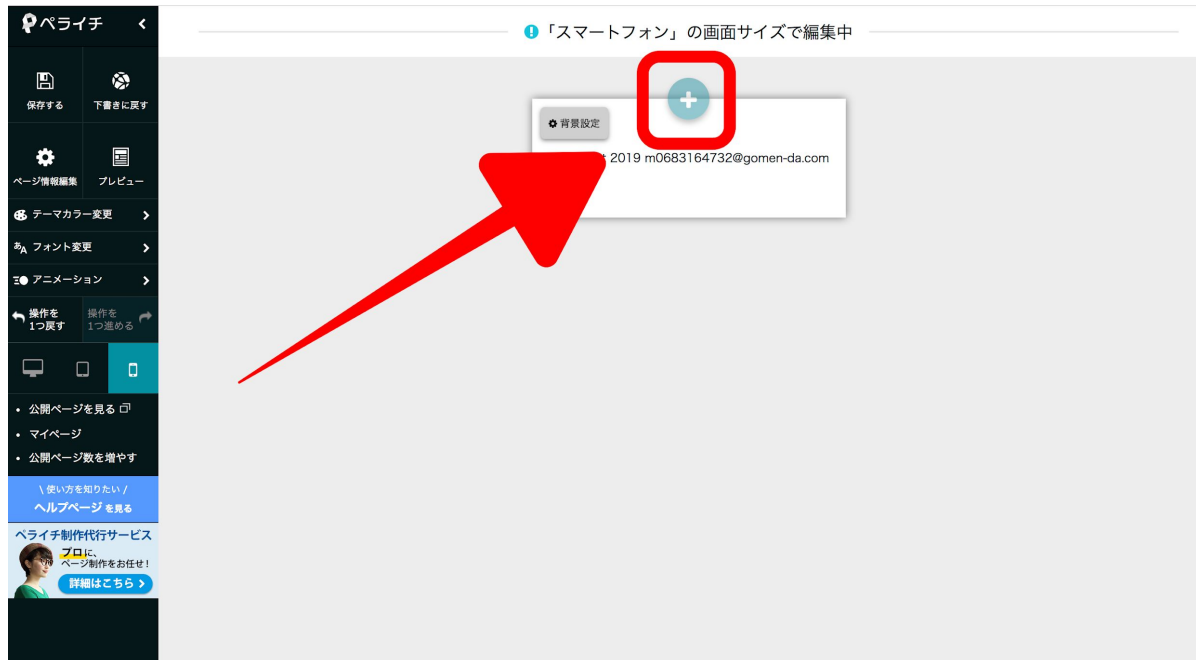 ペライチ
「スマートフォン」の画面サイズで編集中
保存する
下書きに戻す
ページ情報編集
プレビュー
テーマカラー変更
フォント変更
アニメーション
操作を
1つ戻す
操作を
1つ進める
公開ページを見る
マイページ
公開ページ数を増やす
\ 使い方を知りたい /
ヘルプページを見る
ペライチ制作代行サービス
プロに、
ページ制作をお任せ!
詳細はこちら
背景設定
2019 m0683164732@gomen-da.com